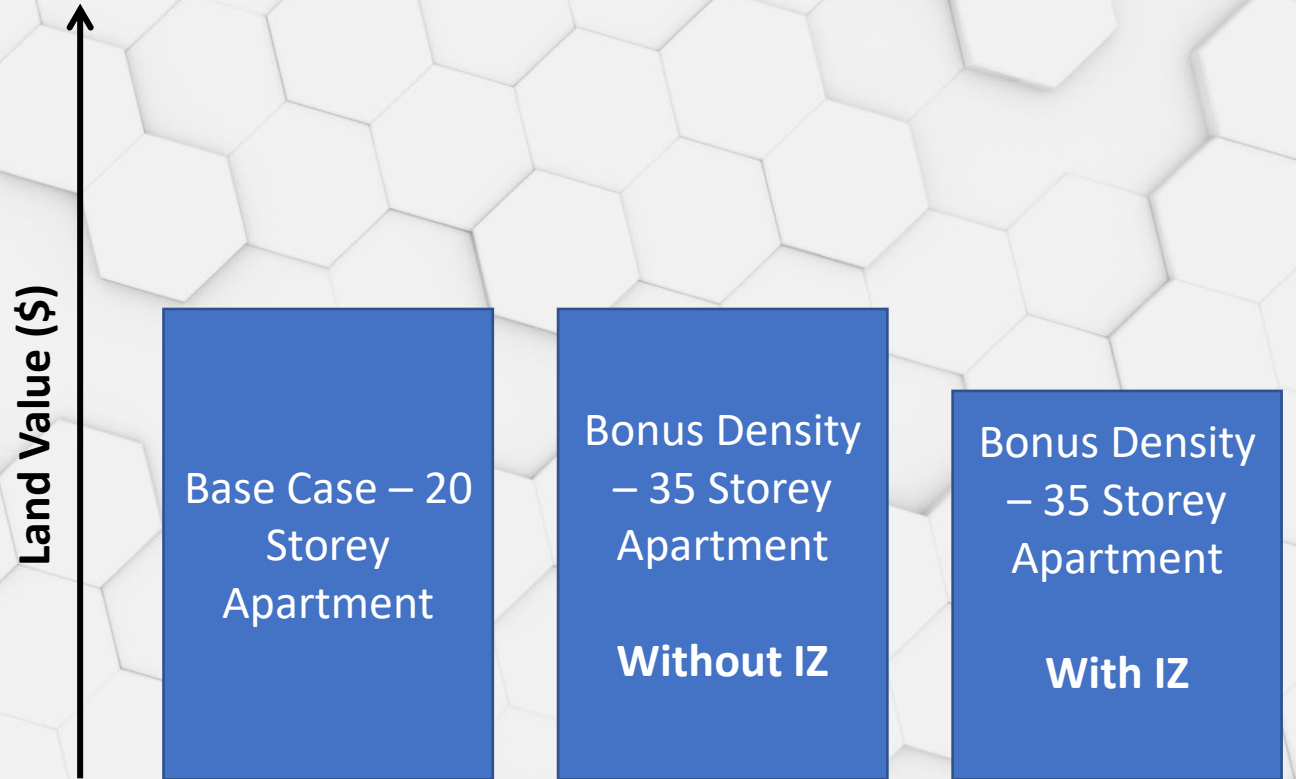 Land Value ($)
Base Case – 20
Storey
Apartment
Bonus Density
– 35 Storey
Apartment
Without IZ
Bonus Density
– 35 Storey
Apartment
With IZ